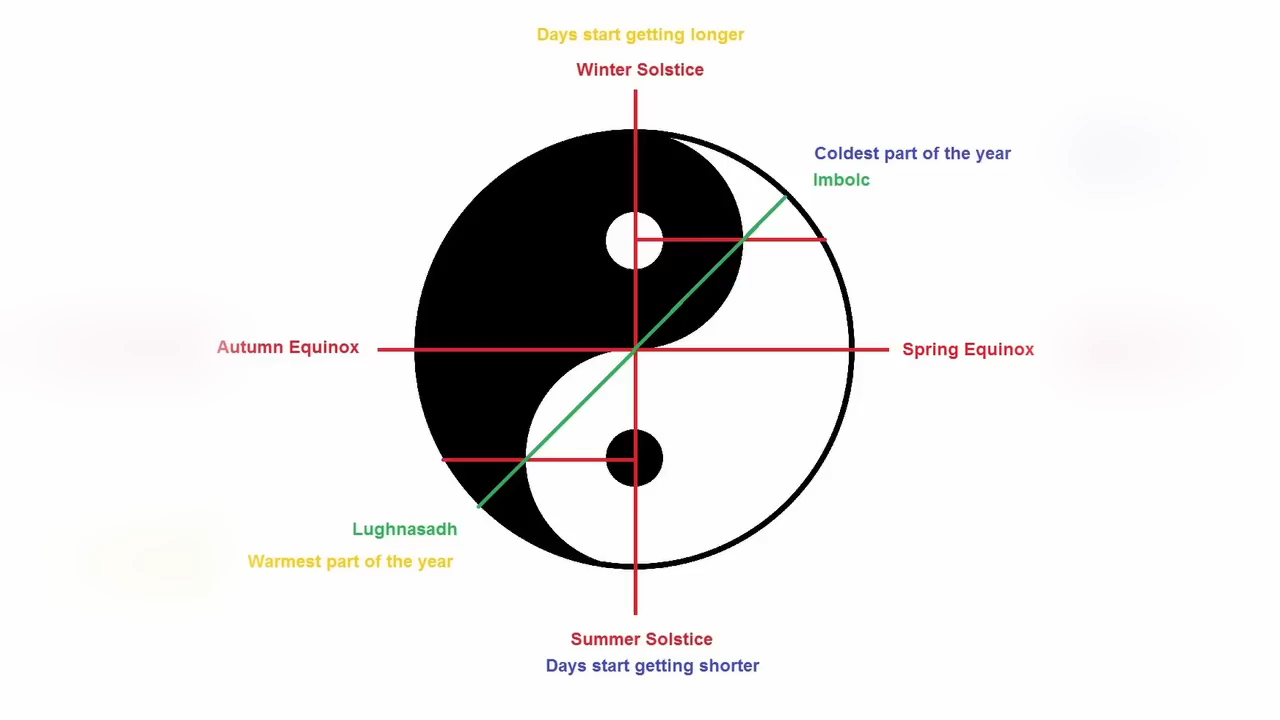 Days start getting longer
Winter Solstice
Coldest part of the year
Imbolc
Autumn Equinox
Spring Equinox
Lughnasadh
Warmest part of the year
Summer Solstice
Days start getting shorter